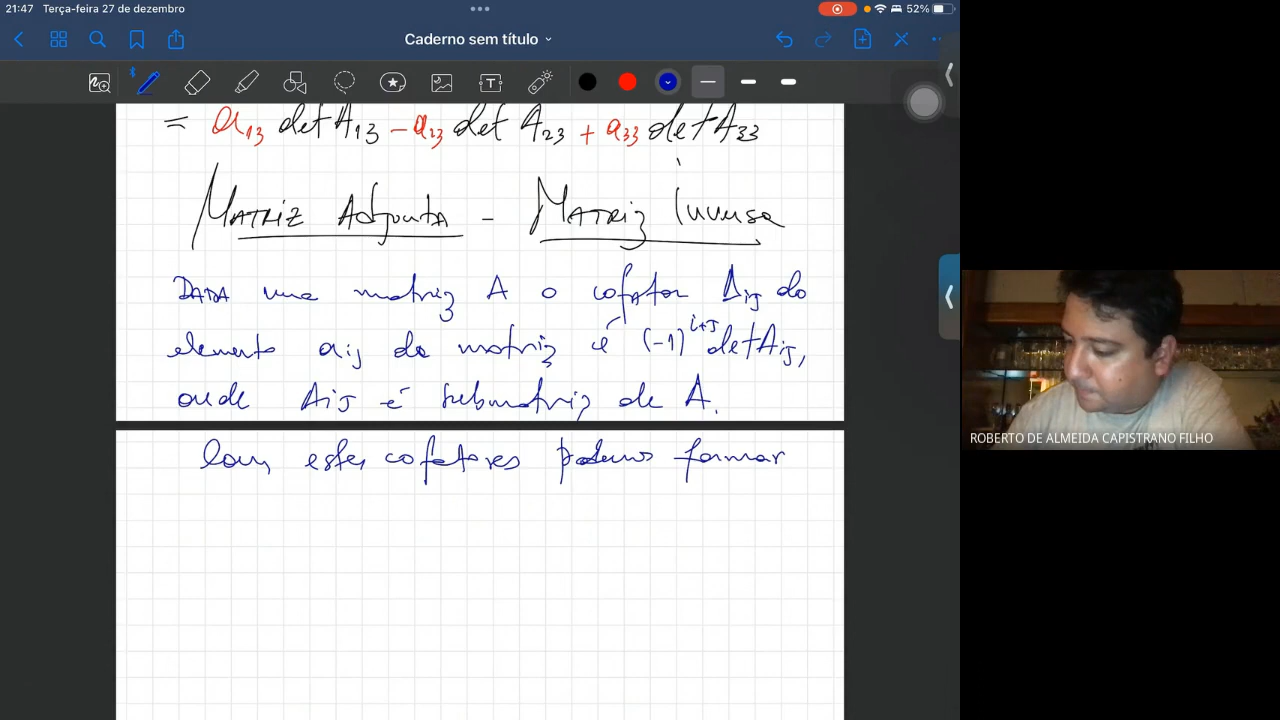 21:47 Terça-feira 27 de dezembro
52%
Caderno sem título
= a13 det A13 - a23 det A23 + a33 det A33
MATRIZ Adjunta - MATRIZ Inversa
DADA uma matriz A o cofator Δij do
elemento aij da matriz é (-1)^{i+j} det Aij,
onde Aij é submatriz de A.
Com estes cofatores podemos formar
ROBERTO DE ALMEIDA CAPISTRANO FILHO